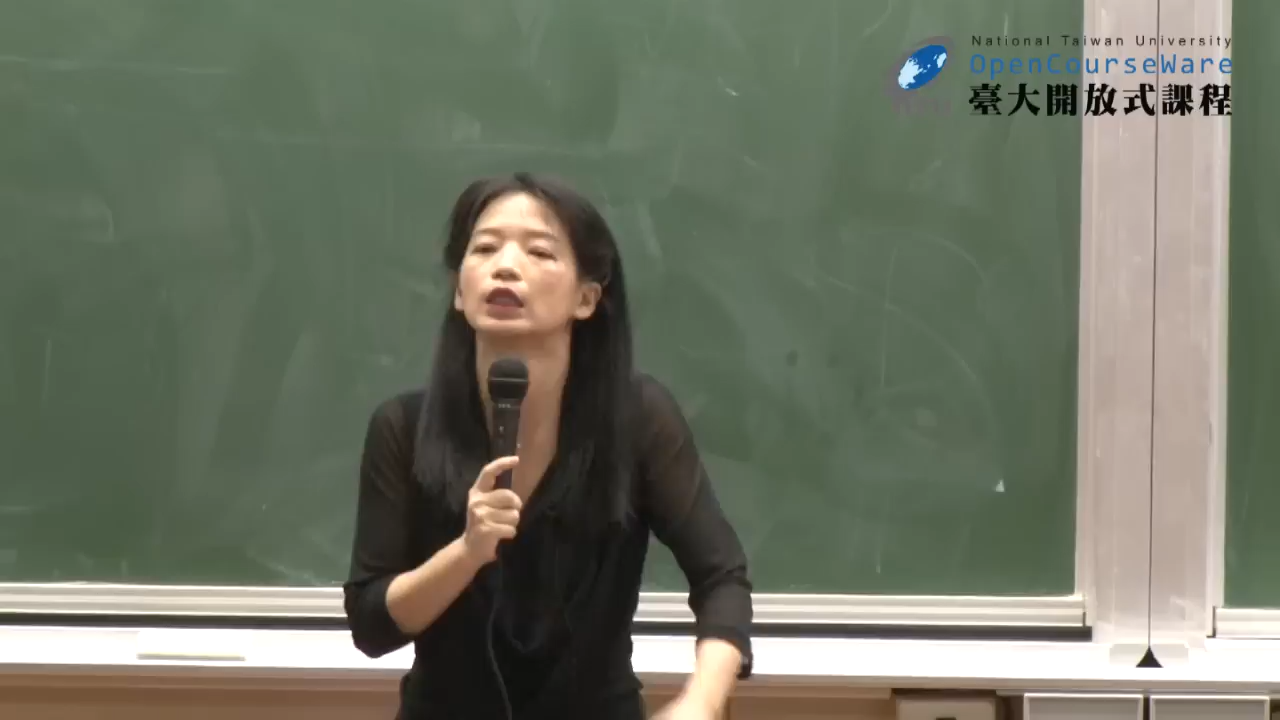 National Taiwan University
OpenCourseWare
臺大開放式課程